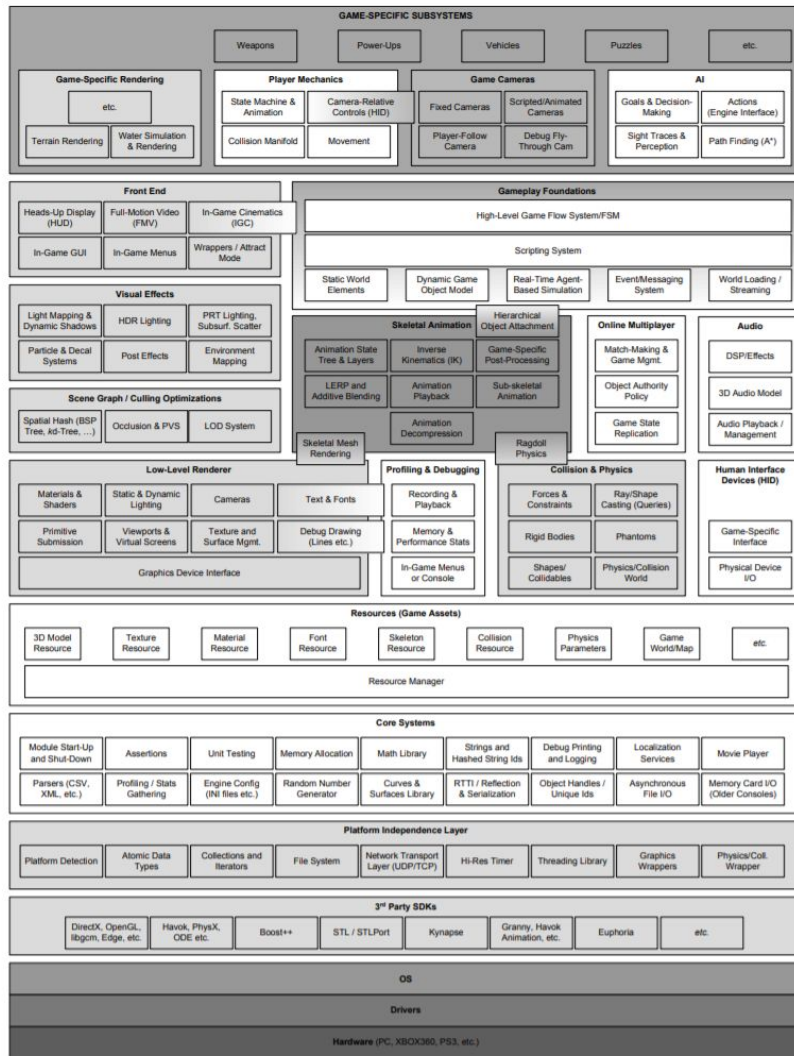 GAME-SPECIFIC SUBSYSTEMS
Weapons
Power-Ups
Vehicles
Puzzles
etc.
Game-Specific Rendering
etc.
Terrain Rendering
Water Simulation
& Rendering
Player Mechanics
State Machine &
Animation
Camera-Relative
Controls (HID)
Collision Manifold
Movement
Game Cameras
Fixed Cameras
Scripted/Animated
Cameras
Player-Follow
Camera
Debug Fly-
Through Cam
AI
Goals & Decision-
Making
Actions
(Engine Interface)
Sight Traces &
Perception
Path Finding (A*)
Front End
Heads-Up Display
(HUD)
Full-Motion Video
(FMV)
In-Game Cinematics
(IGC)
In-Game GUI
In-Game Menus
Wrappers / Attract
Mode
Gameplay Foundations
High-Level Game Flow System/FSM
Scripting System
Static World
Elements
Dynamic Game
Object Model
Real-Time Agent-
Based Simulation
Event/Messaging
System
World Loading /
Streaming
Visual Effects
Light Mapping &
Dynamic Shadows
HDR Lighting
PRT Lighting,
Subsurf. Scatter
Particle & Decal
Systems
Post Effects
Environment
Mapping
Hierarchical
Object Attachment
Skeletal Animation
Animation State
Tree & Layers
Inverse
Kinematics (IK)
Game-Specific
Post-Processing
LERP and
Additive Blending
Animation
Playback
Sub-skeletal
Animation
Animation
Decompression
Online Multiplayer
Match-Making &
Game Mgmt.
Object Authority
Policy
Game State
Replication
Audio
DSP/Effects
3D Audio Model
Audio Playback /
Management
Scene Graph / Culling Optimizations
Spatial Hash (BSP
Tree, kd-Tree, …)
Occlusion & PVS
LOD System
Skeletal Mesh
Rendering
Ragdoll
Physics
Low-Level Renderer
Materials &
Shaders
Static & Dynamic
Lighting
Cameras
Text & Fonts
Primitive
Submission
Viewports &
Virtual Screens
Texture and
Surface Mgmt.
Debug Drawing
(Lines etc.)
Graphics Device Interface
Profiling & Debugging
Recording &
Playback
Memory &
Performance Stats
In-Game Menus
or Console
Collision & Physics
Forces &
Constraints
Ray/Shape
Casting (Queries)
Rigid Bodies
Phantoms
Shapes/
Collidables
Physics/Collision
World
Human Interface
Devices (HID)
Game-Specific
Interface
Physical Device
I/O
Resources (Game Assets)
3D Model
Resource
Texture
Resource
Material
Resource
Font
Resource
Skeleton
Resource
Collision
Resource
Physics
Parameters
Game
World/Map
etc.
Resource Manager
Core Systems
Module Start-Up
and Shut-Down
Assertions
Unit Testing
Memory Allocation
Math Library
Strings and
Hashed String Ids
Debug Printing
and Logging
Localization
Services
Movie Player
Parsers (CSV,
XML, etc.)
Profiling / Stats
Gathering
Engine Config
(INI files etc.)
Random Number
Generator
Curves &
Surfaces Library
RTTI / Reflection
& Serialization
Object Handles /
Unique Ids
Asynchronous
File I/O
Memory Card I/O
(Older Consoles)
Platform Independence Layer
Platform Detection
Atomic Data
Types
Collections and
Iterators
File System
Network Transport
Layer (UDP/TCP)
Hi-Res Timer
Threading Library
Graphics
Wrappers
Physics/Coll.
Wrapper
3rd Party SDKs
DirectX, OpenGL,
libgcm, Edge, etc.
Havok, PhysX,
ODE etc.
Boost++
STL / STLPort
Kynapse
Granny, Havok
Animation, etc.
Euphoria
etc.
OS
Drivers
Hardware (PC, XBOX360, PS3, etc.)